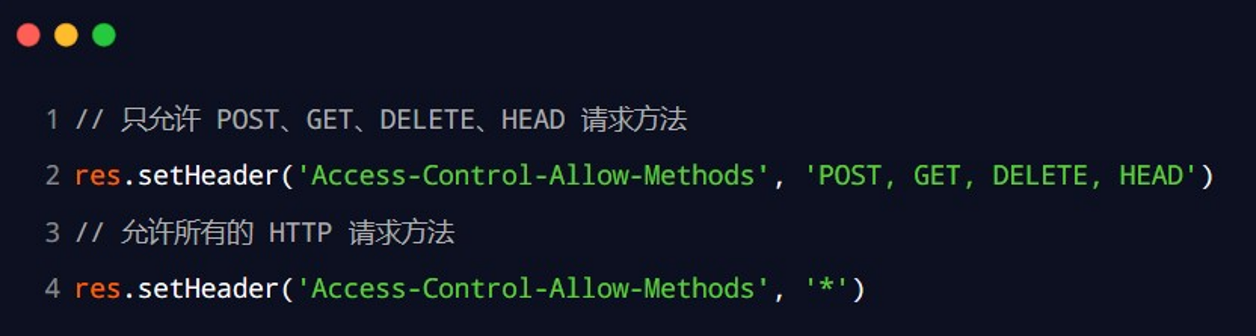 1 // 只允许 POST、GET、DELETE、HEAD 请求方法
2 res.setHeader('Access-Control-Allow-Methods', 'POST, GET, DELETE, HEAD')
3 // 允许所有的 HTTP 请求方法
4 res.setHeader('Access-Control-Allow-Methods', '*')